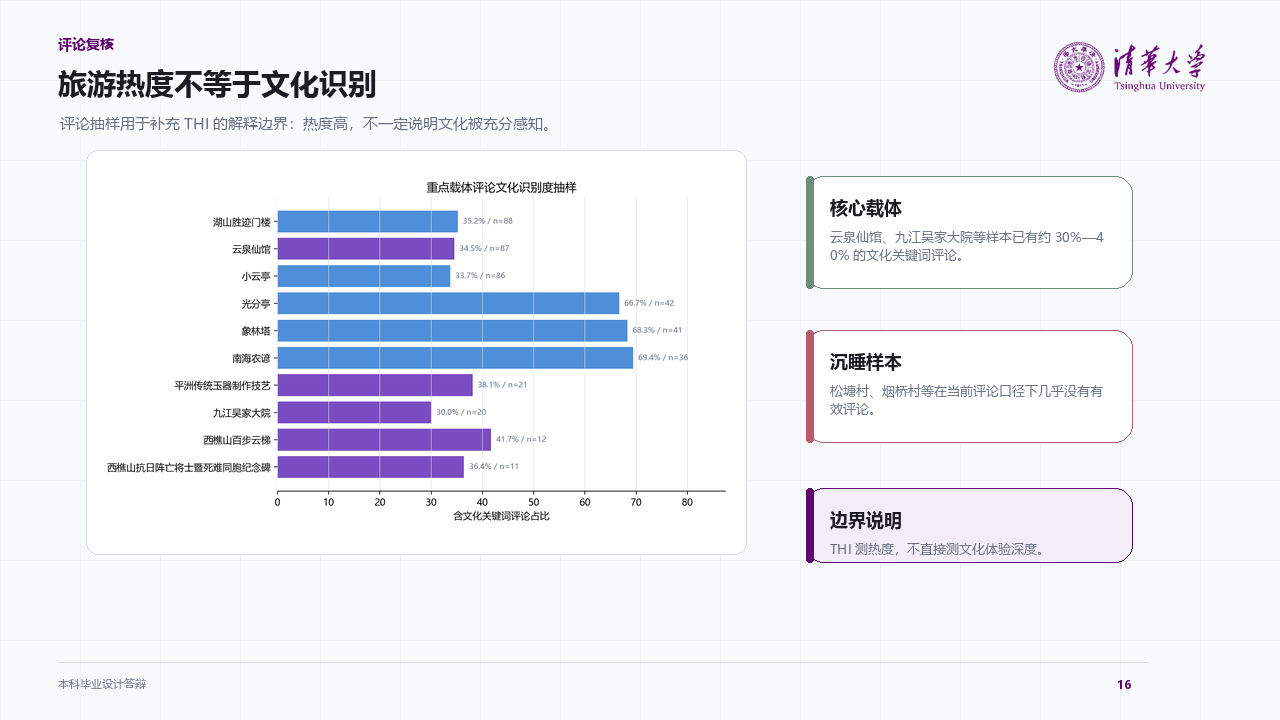 评论复核
旅游热度不等于文化识别
评论抽样用于补充 THI 的解释边界：热度高，不一定说明文化被充分感知。
清華大学
Tsinghua University
重点载体评论文化识别度抽样
湖山胜迹门楼 35.2% / n=88
云泉仙馆 34.5% / n=87
小云亭 33.7% / n=86
光分亭 66.7% / n=42
象林塔 68.3% / n=41
南海农谚 69.4% / n=36
平洲传统玉器制作技艺 38.1% / n=21
九江吴家大院 30.0% / n=20
西樵山百步云梯 41.7% / n=12
西樵山抗日阵亡将士暨死难同胞纪念碑 36.4% / n=11
0 10 20 30 40 50 60 70 80
含文化关键词评论占比
核心载体
云泉仙馆、九江吴家大院等样本已有约 30%—4
0% 的文化关键词评论。
沉睡样本
松塘村、烟桥村等在当前评论口径下几乎没有有
效评论。
边界说明
THI 测热度，不直接测文化体验深度。
本科毕业设计答辩
16